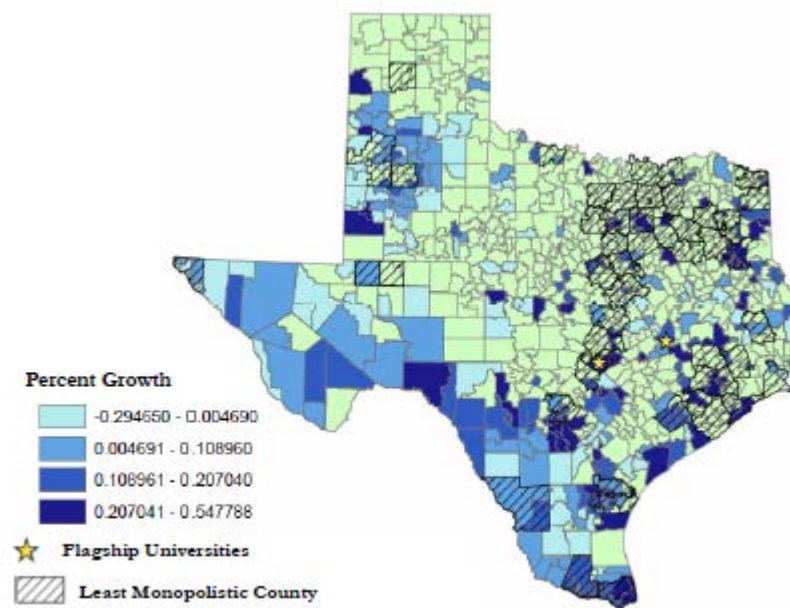 Percent Growth
-0.294650 - 0.004690
0.004691 - 0.108960
0.108961 - 0.207040
0.207041 - 0.547788
Flagship Universities
Least Monopolistic County